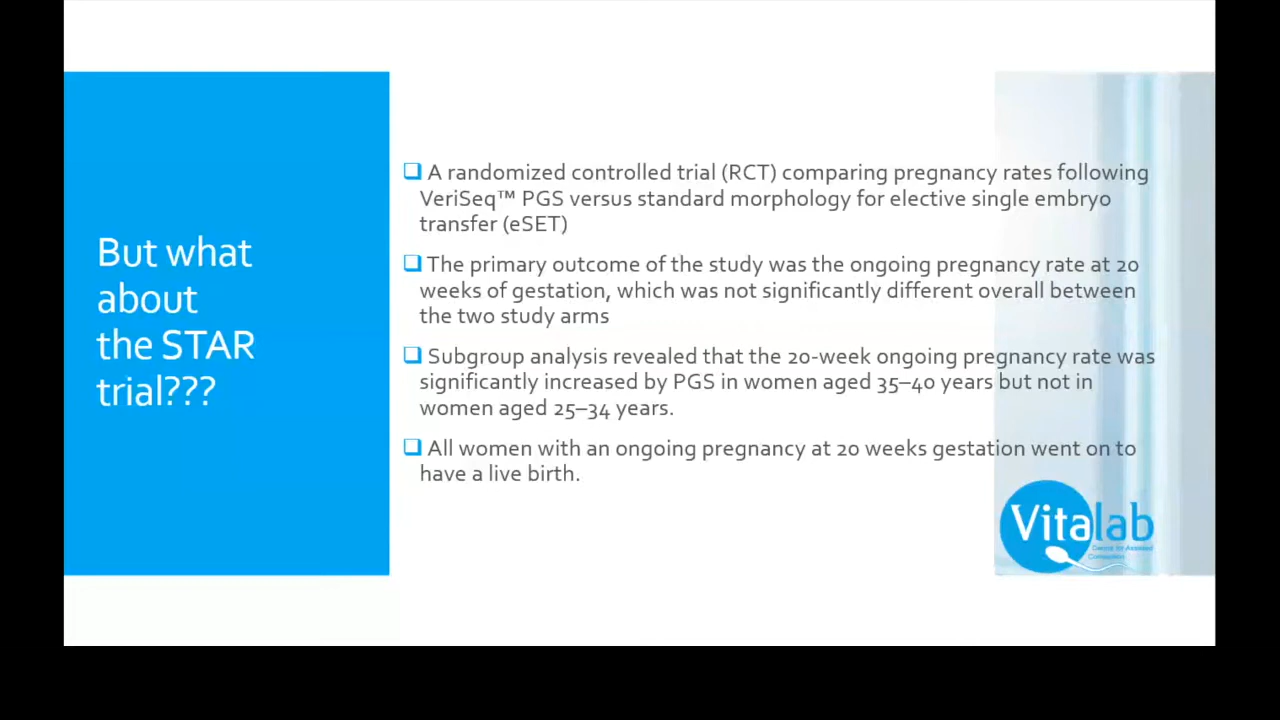 But what
about
the STAR
trial???
A randomized controlled trial (RCT) comparing pregnancy rates following
VeriSeq™ PGS versus standard morphology for elective single embryo
transfer (eSET)
The primary outcome of the study was the ongoing pregnancy rate at 20
weeks of gestation, which was not significantly different overall between
the two study arms
Subgroup analysis revealed that the 20-week ongoing pregnancy rate was
significantly increased by PGS in women aged 35–40 years but not in
women aged 25–34 years.
All women with an ongoing pregnancy at 20 weeks gestation went on to
have a live birth.
Vitalab
Centre for Assisted
Conception